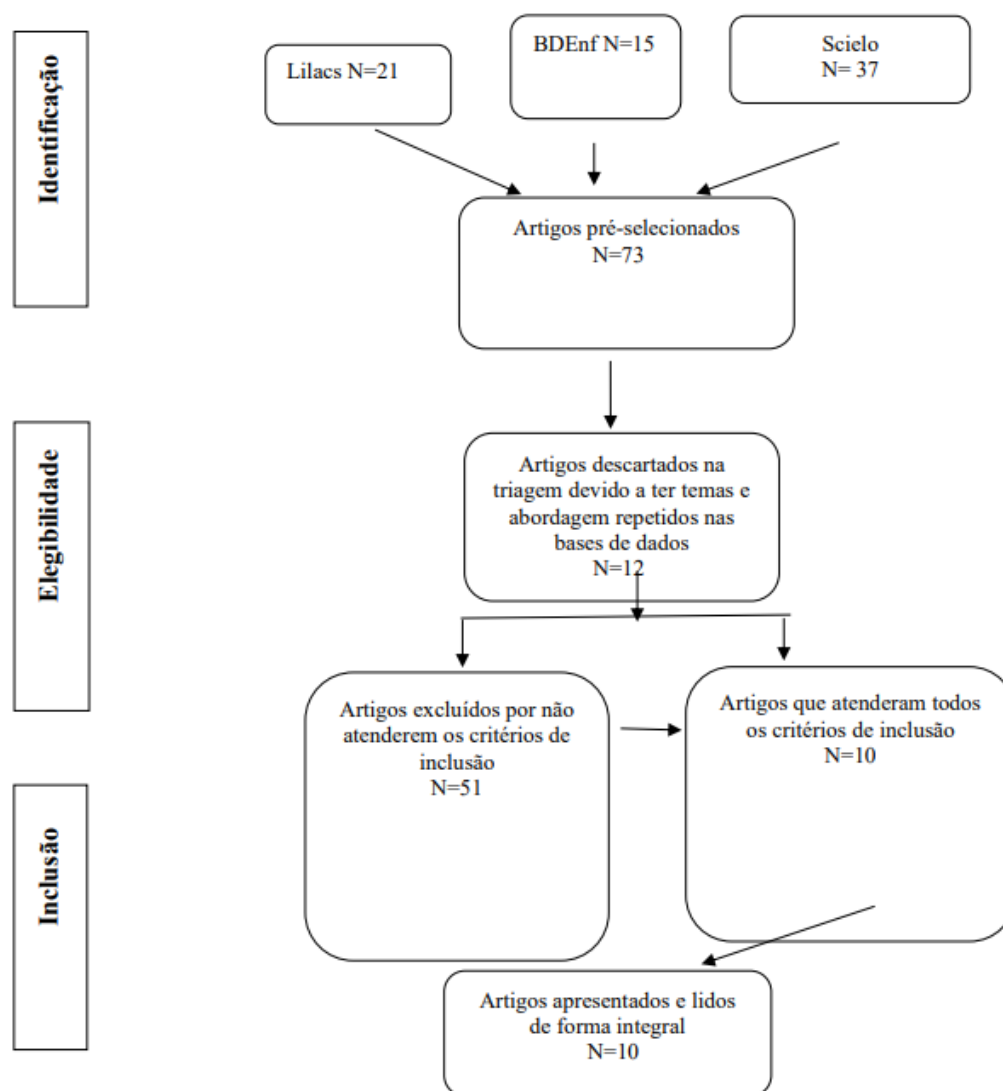 Identificação
Lilacs N=21
BDEnf N=15
Scielo
N= 37
Artigos pré-selecionados
N=73
Elegibilidade
Artigos descartados na
triagem devido a ter temas e
abordagem repetidos nas
bases de dados
N=12
Artigos excluídos por não
atenderem os critérios de
inclusão
N=51
Artigos que atenderam todos
os critérios de inclusão
N=10
Inclusão
Artigos apresentados e lidos
de forma integral
N=10